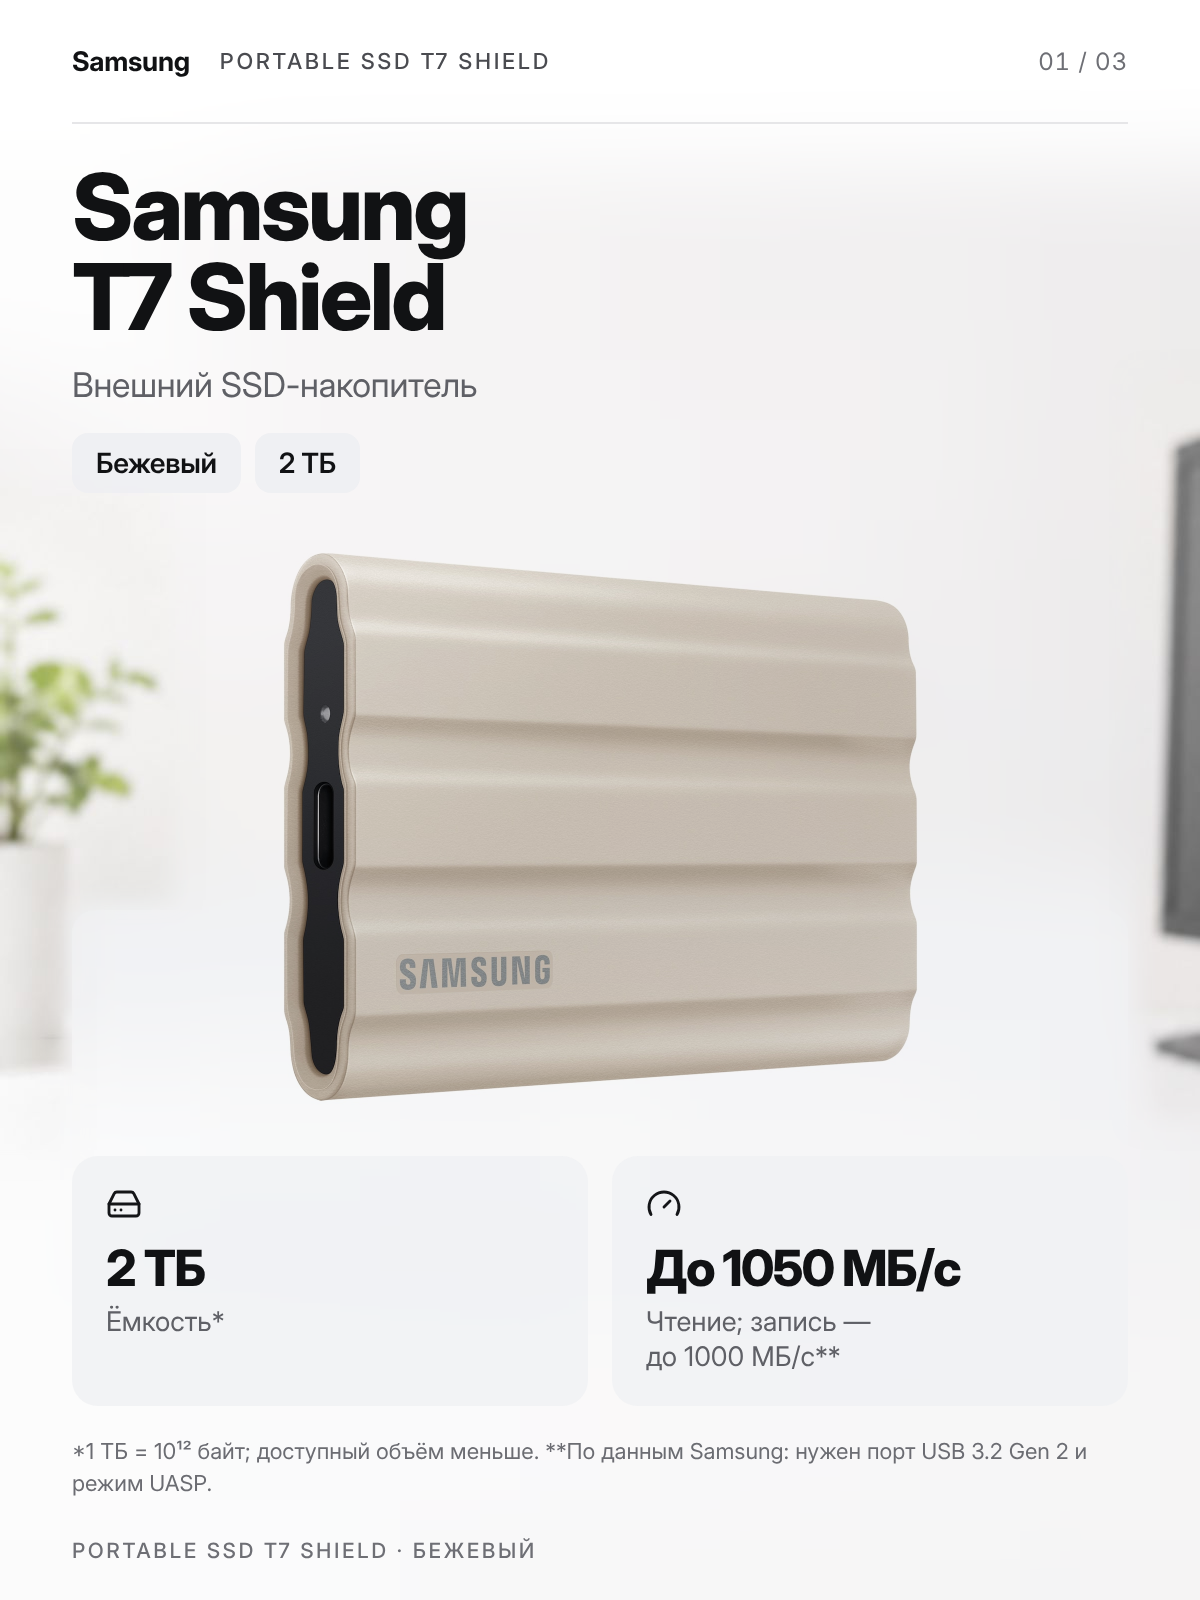 Samsung PORTABLE SSD T7 SHIELD 01 / 03
Samsung
T7 Shield
Внешний SSD-накопитель
Бежевый 2 ТБ
SAMSUNG
2 ТБ
Ёмкость*
До 1050 МБ/с
Чтение; запись —
до 1000 МБ/с**
*1 ТБ = 10¹² байт; доступный объём меньше. **По данным Samsung: нужен порт USB 3.2 Gen 2 и
режим UASP.
PORTABLE SSD T7 SHIELD · БЕЖЕВЫЙ